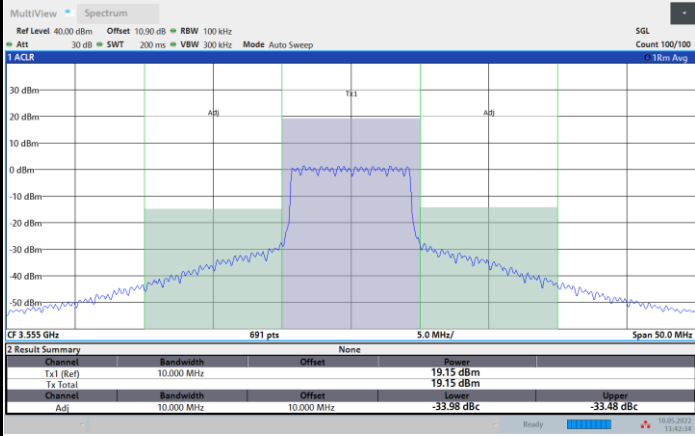 MultiView Spectrum
Ref Level 40.00 dBm Offset 10.90 dB RBW 100 kHz SGL
Att 30 dB SWT 200 ms VBW 300 kHz Mode Auto Sweep Count 100/100
1 ACLR 1Rm Avg
30 dBm
Tx1
20 dBm
Adj Adj
10 dBm
0 dBm
-10 dBm
-20 dBm
-30 dBm
-40 dBm
-50 dBm
CF 3.555 GHz 691 pts 5.0 MHz/ Span 50.0 MHz
2 Result Summary None
Channel Bandwidth Offset Power
Tx1 (Ref) 10.000 MHz 19.15 dBm
Tx Total 19.15 dBm
Channel Bandwidth Offset Lower Upper
Adj 10.000 MHz 10.000 MHz -33.98 dBc -33.48 dBc
Ready 10.05.2022
13:42:34